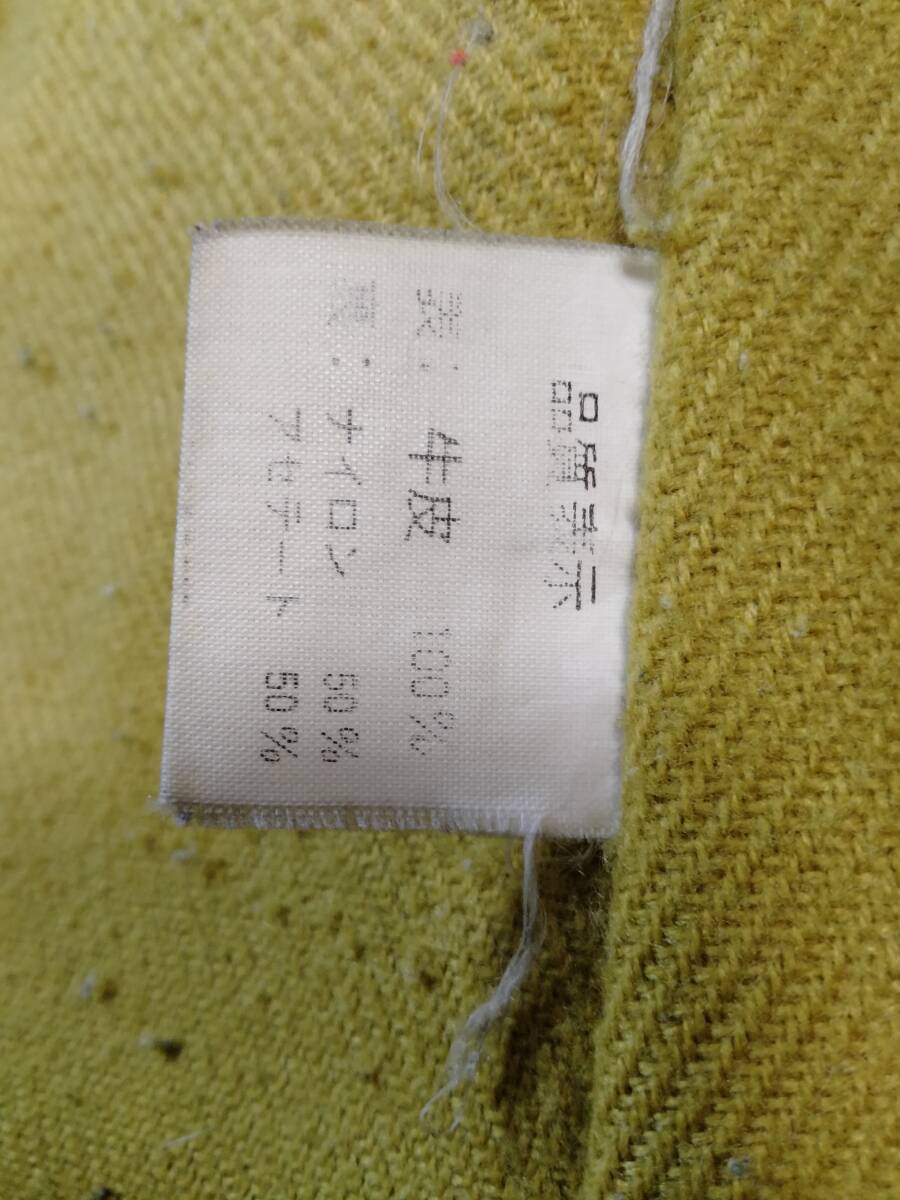 品質表示
表： 牛皮 100%
裏： ナイロン 50%
アセテート 50%